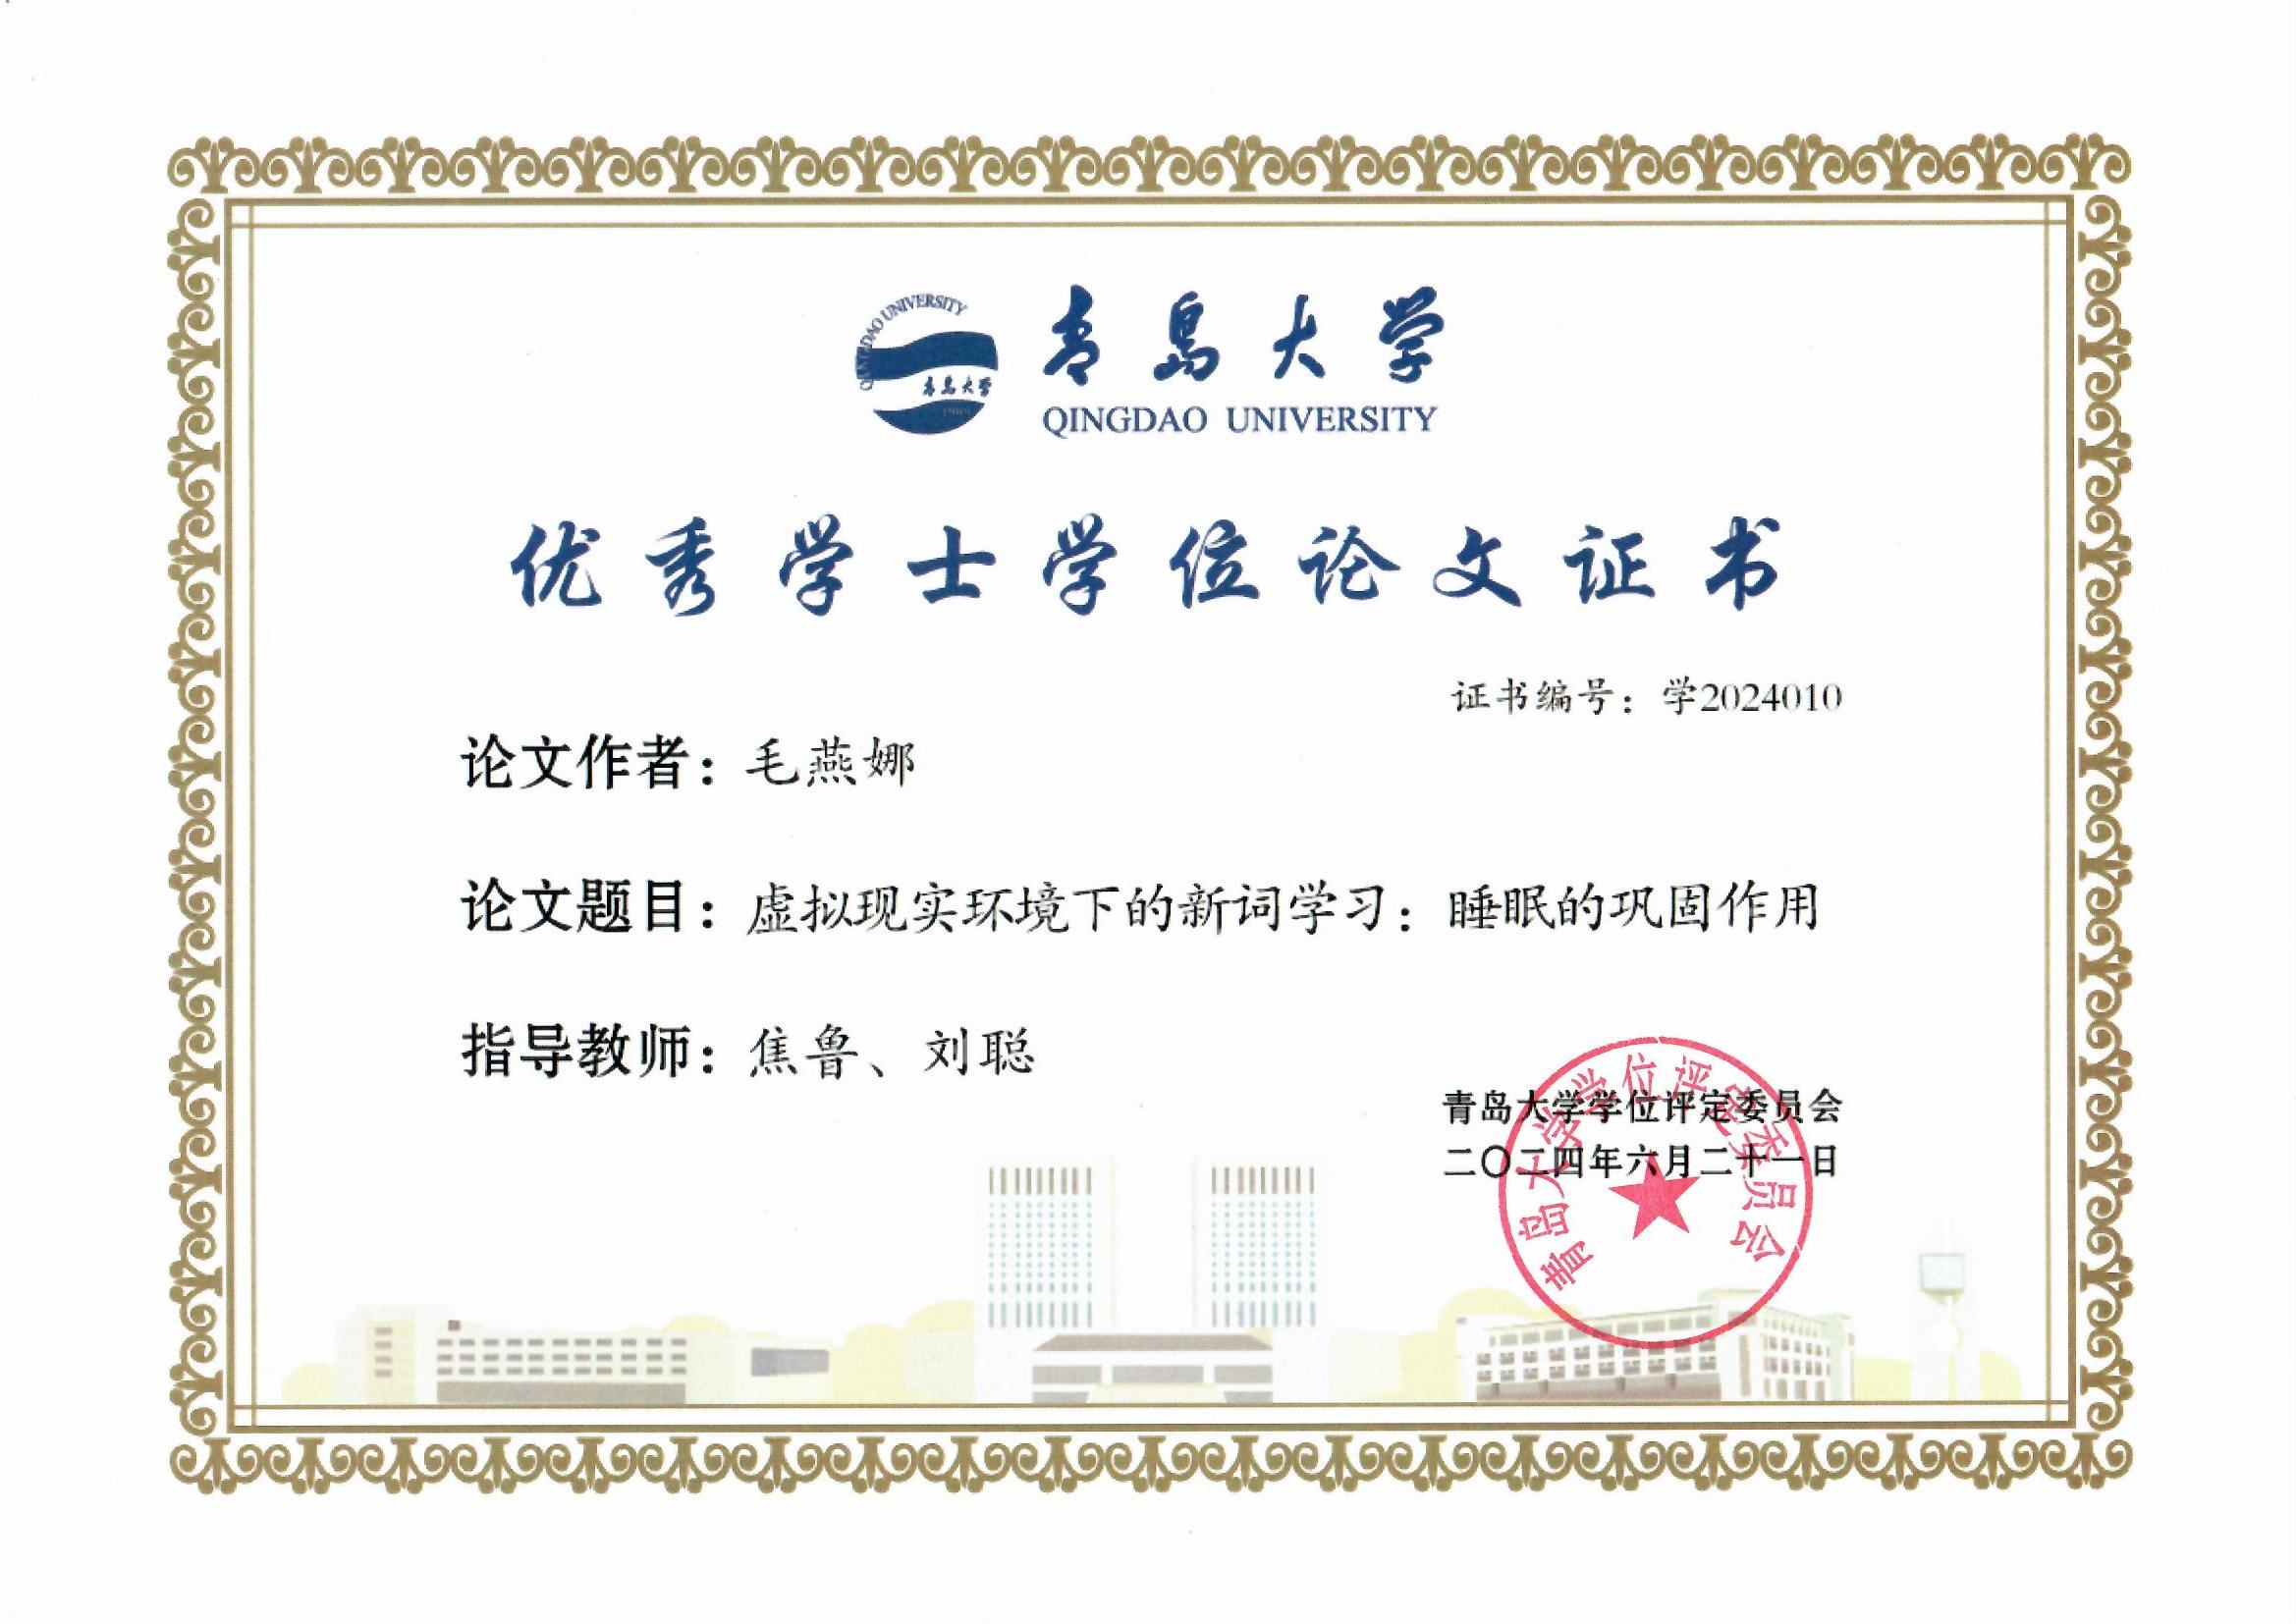 QINGDAO UNIVERSITY
青岛大学
青岛大学
QINGDAO UNIVERSITY
优秀学士学位论文证书
证书编号：学2024010
论文作者：毛燕娜
论文题目：虚拟现实环境下的新词学习：睡眠的巩固作用
指导教师：焦鲁、刘聪
青岛大学学位评定委员会
二〇二四年六月二十一日
青岛大学学位评定委员会